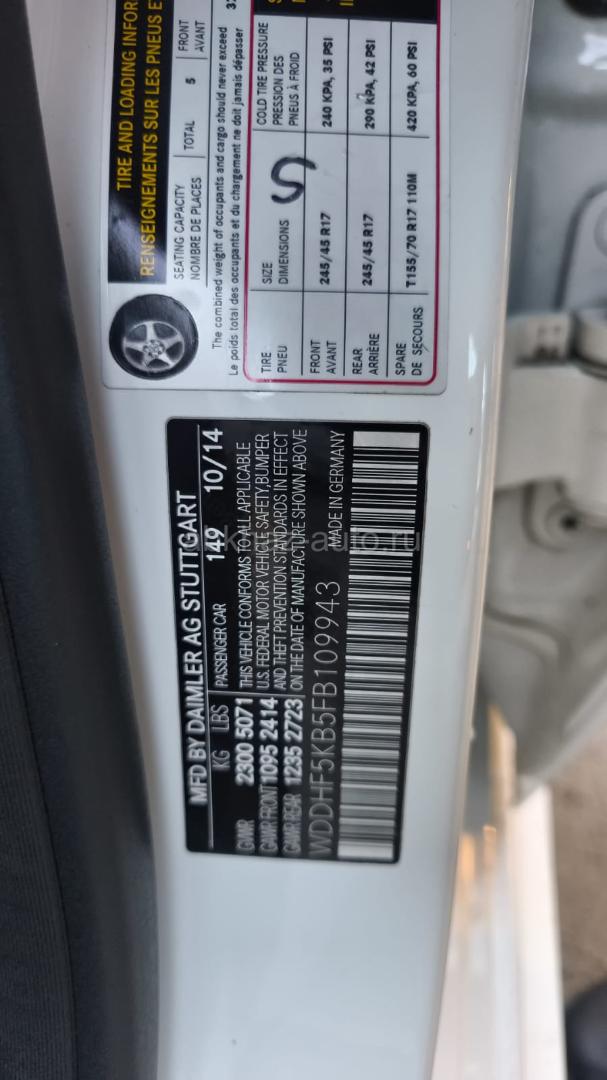 TIRE AND LOADING INFOR
RENSEIGNEMENTS SUR LES PNEUS E
SEATING CAPACITY
NOMBRE DE PLACES
TOTAL 5
FRONT
AVANT
The combined weight of occupants and cargo should never exceed
Le poids total des occupants et du chargement ne doit jamais dépasser
TIRE
PNEU
SIZE
DIMENSIONS
COLD TIRE PRESSURE
PRESSION DES
PNEUS À FROID
S
FRONT
AVANT
245/45 R17
240 KPA, 35 PSI
REAR
ARRIÈRE
245/45 R17
290 KPA, 42 PSI
SPARE
DE SECOURS
T155/70 R17 110M
420 KPA, 60 PSI
MFD BY DAIMLER AG STUTTGART
KG LBS PASSENGER CAR 149 10/14
GVWR 2300 5071 THIS VEHICLE CONFORMS TO ALL APPLICABLE
GAWR FRONT 1095 2414 U.S. FEDERAL MOTOR VEHICLE SAFETY, BUMPER
GAWR REAR 1235 2723 AND THEFT PREVENTION STANDARDS IN EFFECT
ON THE DATE OF MANUFACTURE SHOWN ABOVE
WDDHF5KB5FB109943 MADE IN GERMANY